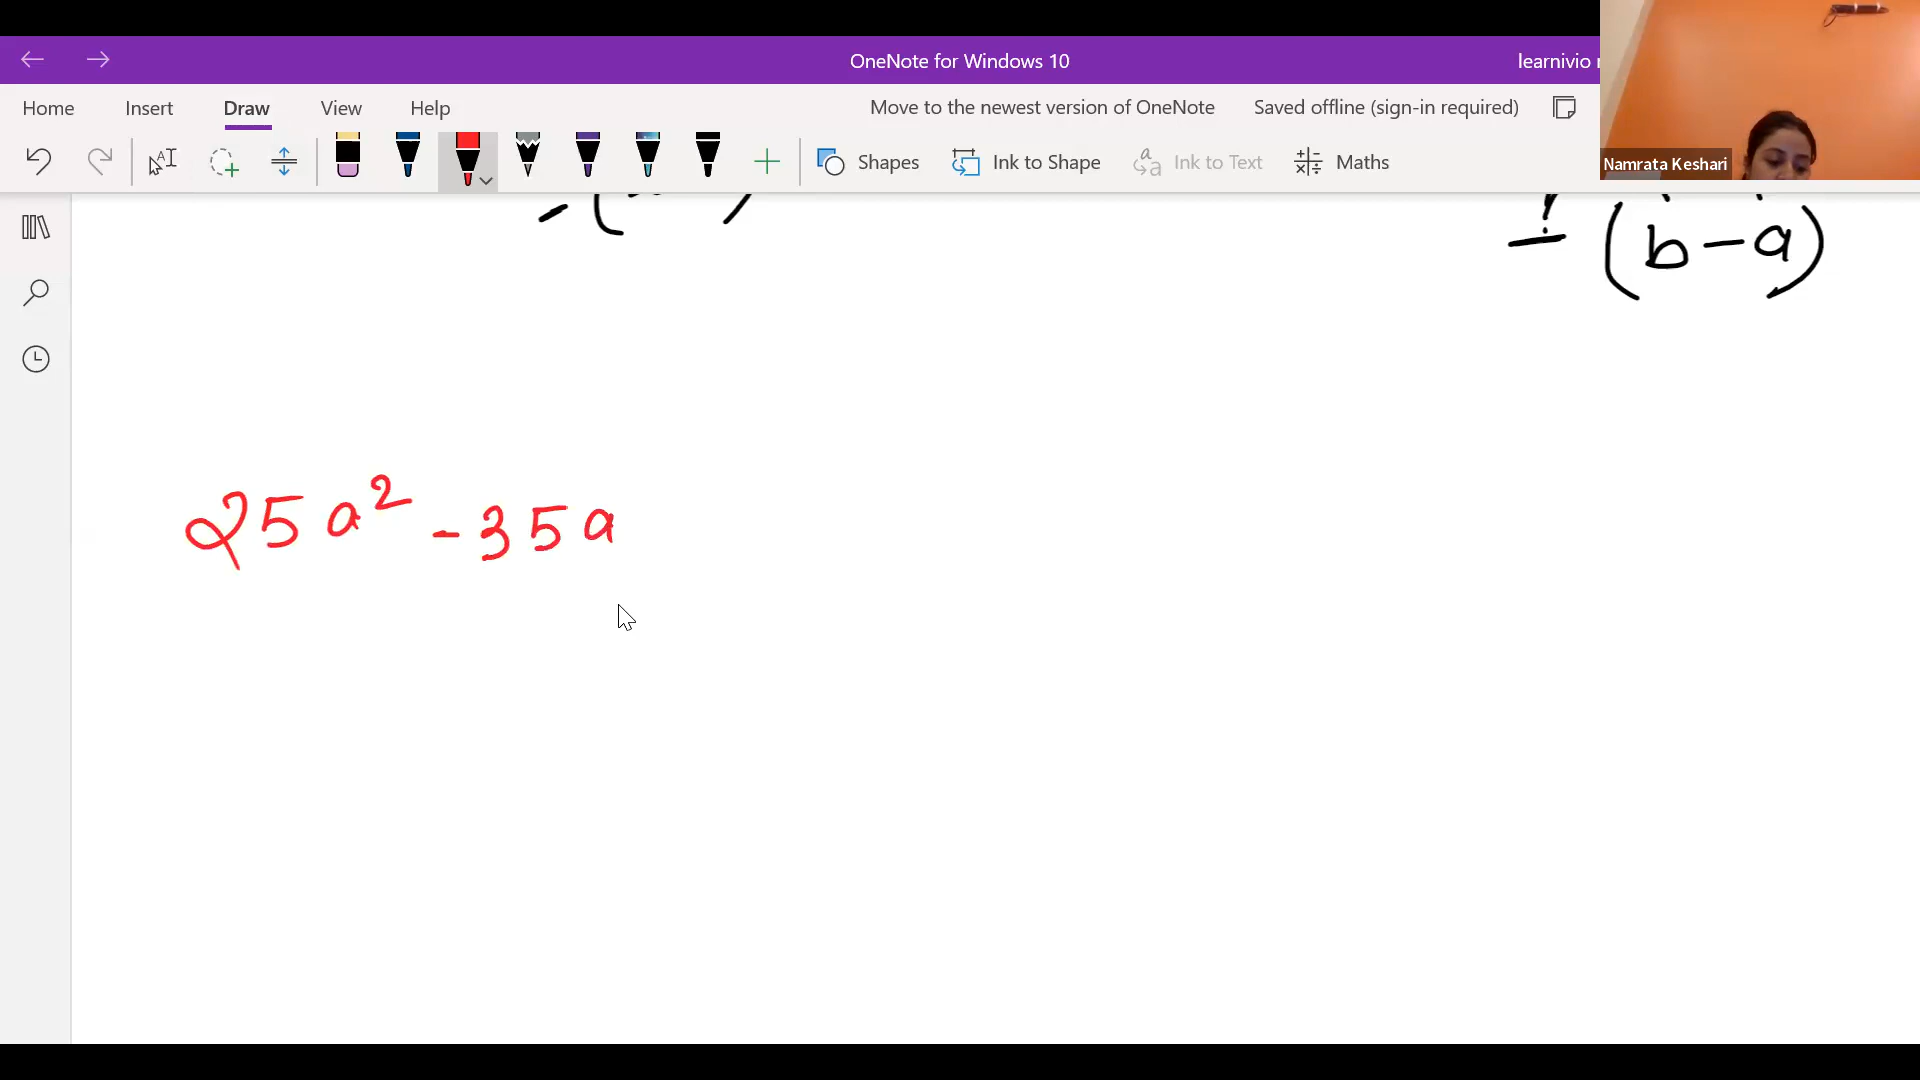 OneNote for Windows 10
learnivio
Home Insert Draw View Help Move to the newest version of OneNote Saved offline (sign-in required)
Shapes Ink to Shape Ink to Text Maths
Namrata Keshari
- (b-a)
25a² - 35a